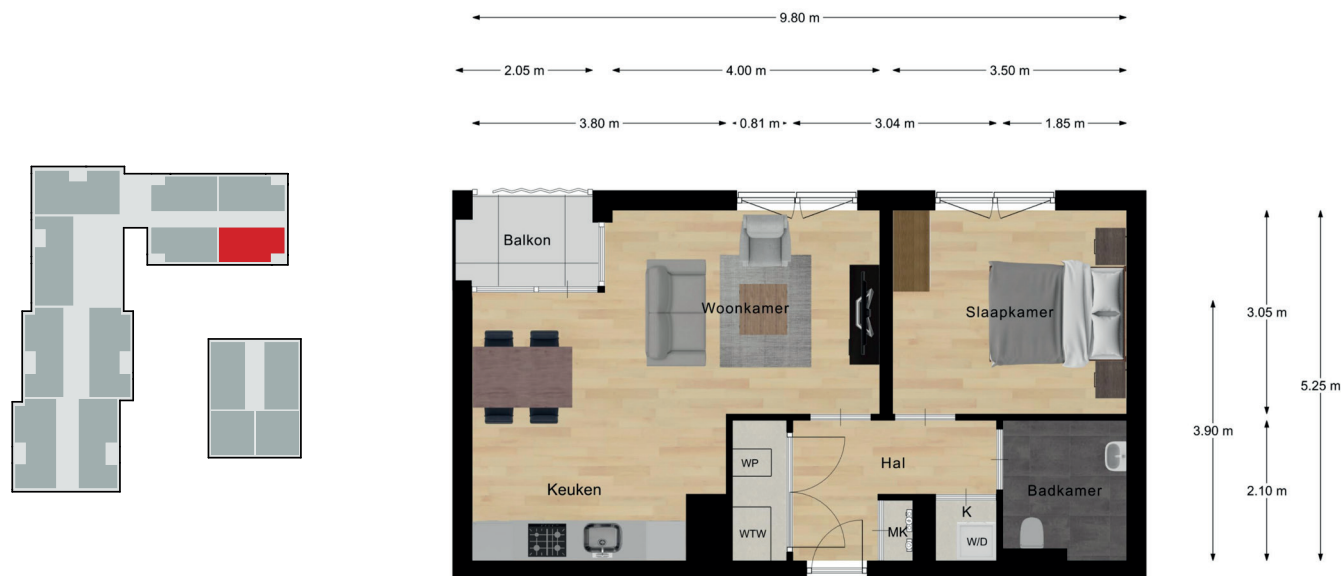 9.80 m
2.05 m
4.00 m
3.50 m
3.80 m
0.81 m
3.04 m
1.85 m
Balkon
Woonkamer
Slaapkamer
3.05 m
5.25 m
3.90 m
WP
Hal
Keuken
Badkamer
2.10 m
K
WTW
MK
W/D